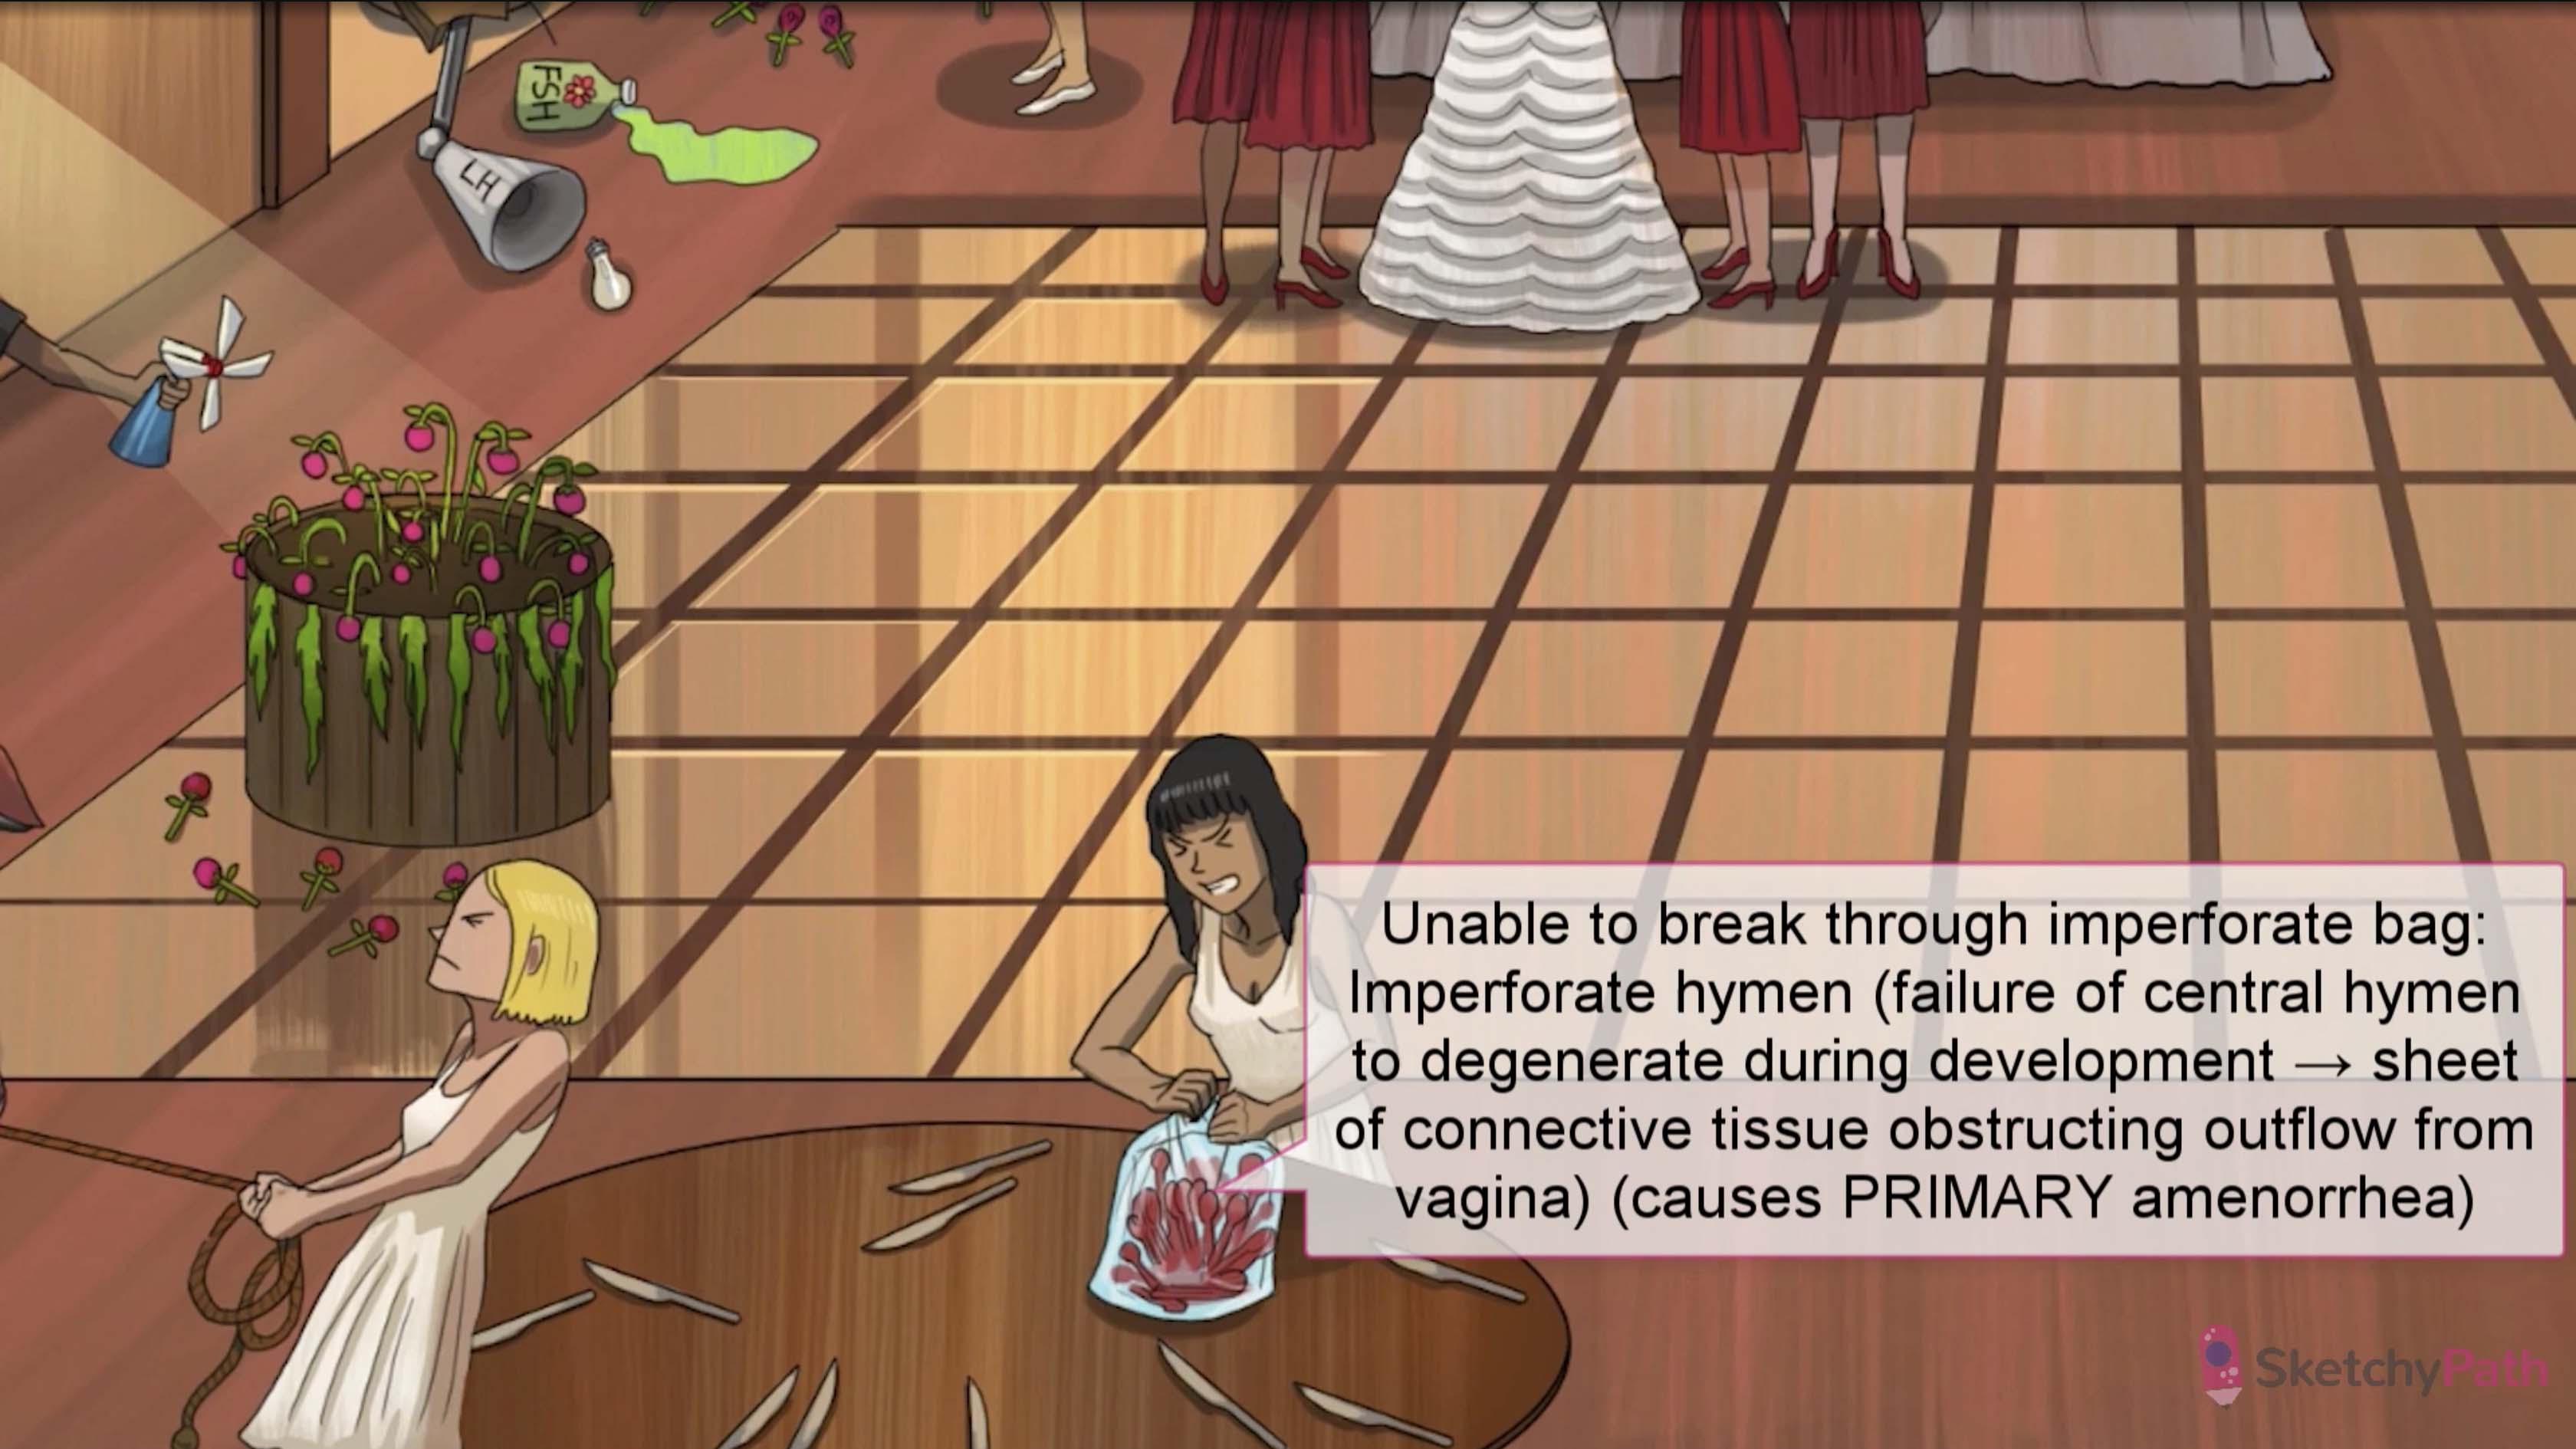 FSH
LH
Unable to break through imperforate bag:
Imperforate hymen (failure of central hymen
to degenerate during development → sheet
of connective tissue obstructing outflow from
vagina) (causes PRIMARY amenorrhea)
SketchyPath